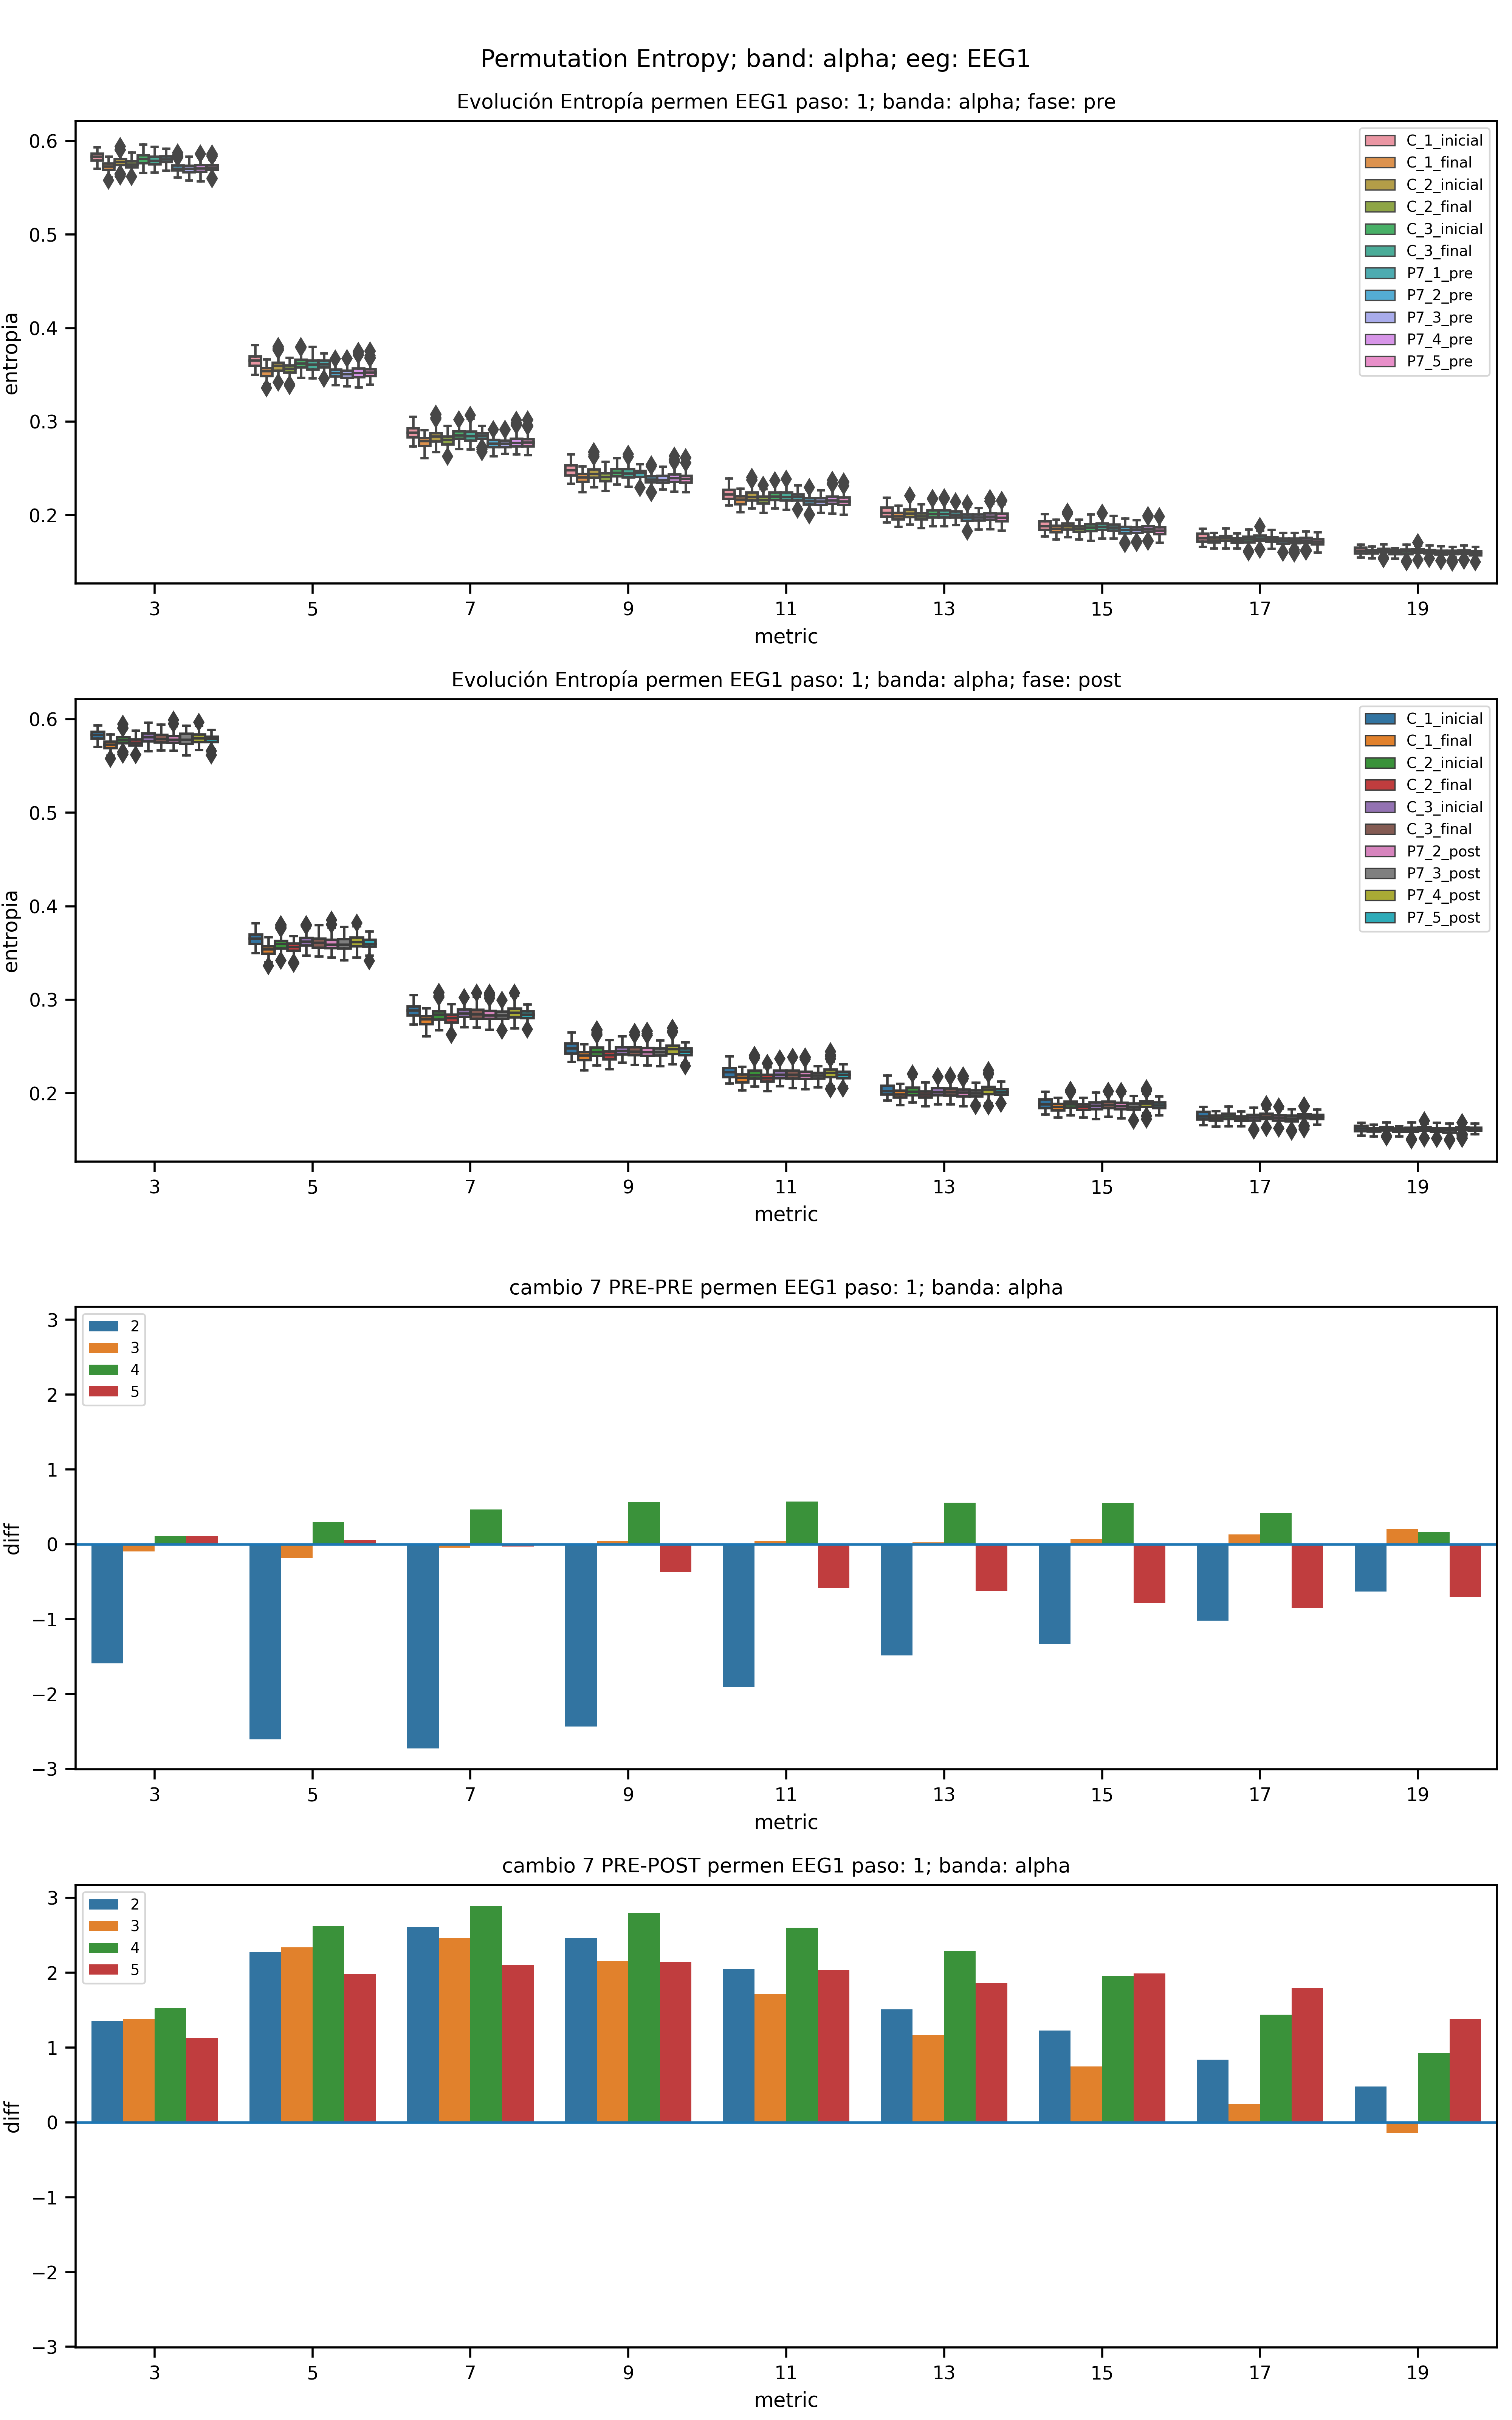 Permutation Entropy; band: alpha; eeg: EEG1
Evolución Entropía permen EEG1 paso: 1; banda: alpha; fase: pre
entropia
0.6
0.5
0.4
0.3
0.2
C_1_inicial
C_1_final
C_2_inicial
C_2_final
C_3_inicial
C_3_final
P7_1_pre
P7_2_pre
P7_3_pre
P7_4_pre
P7_5_pre
3 5 7 9 11 13 15 17 19
metric
Evolución Entropía permen EEG1 paso: 1; banda: alpha; fase: post
entropia
0.6
0.5
0.4
0.3
0.2
C_1_inicial
C_1_final
C_2_inicial
C_2_final
C_3_inicial
C_3_final
P7_2_post
P7_3_post
P7_4_post
P7_5_post
3 5 7 9 11 13 15 17 19
metric
cambio 7 PRE-PRE permen EEG1 paso: 1; banda: alpha
diff
3
2
1
0
−1
−2
−3
2
3
4
5
3 5 7 9 11 13 15 17 19
metric
cambio 7 PRE-POST permen EEG1 paso: 1; banda: alpha
diff
3
2
1
0
−1
−2
−3
2
3
4
5
3 5 7 9 11 13 15 17 19
metric